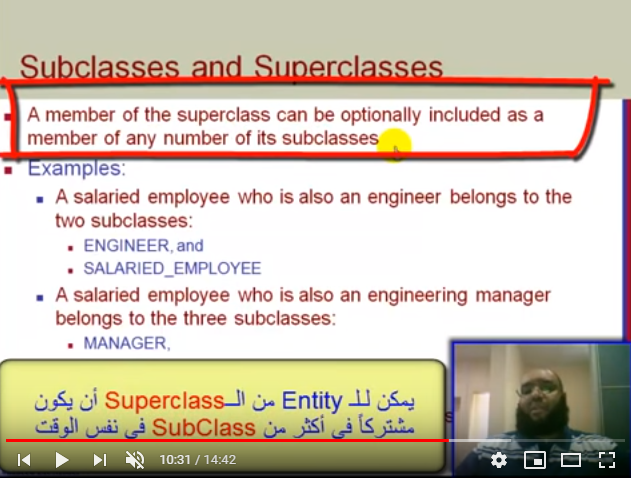 Subclasses and Superclasses
A member of the superclass can be optionally included as a
member of any number of its subclasses
Examples:
A salaried employee who is also an engineer belongs to the
two subclasses:
ENGINEER, and
SALARIED_EMPLOYEE
A salaried employee who is also an engineering manager
belongs to the three subclasses:
MANAGER,
يمكن للـ Entity من الــSuperclass أن يكون
مشتركاً في أكثر من SubClass في نفس الوقت
10:31 / 14:42